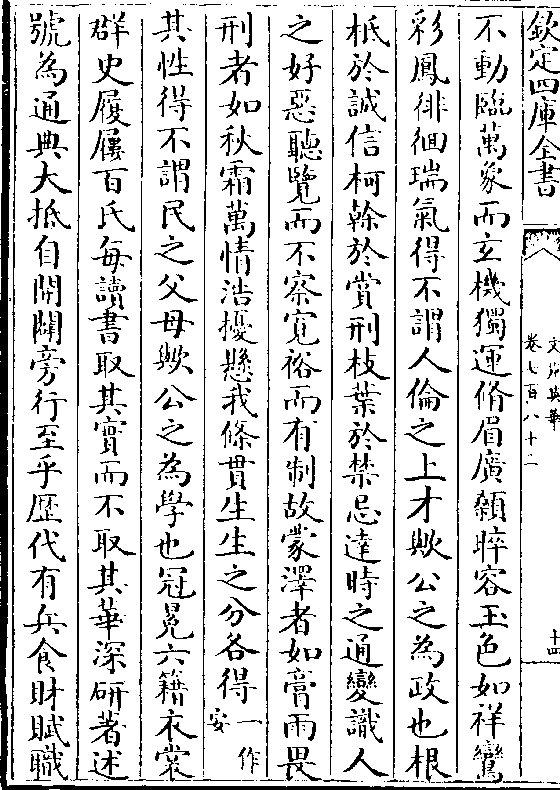 欽定四庫全書
文苑英華
卷七百八十二
十四
不動臨萬象而玄機獨運脩眉廣顙睟容玉色如祥鸞
彩鳳徘徊瑞氣得不謂人倫之上才歟公之為政也根
柢於誠信柯榦於賞刑枝葉於禁忌達時之通變識人
之好惡聽覽而不察寛裕而有制故蒙澤者如膏雨畏
刑者如秋霜萬情浩擾懸我條貫生生之分各得一作安
其性得不謂民之父母歟公之為學也冠冕六籍衣裳
群史履屨百氏每讀書取其實而不取其華深研著述
號為通典大抵自開闢旁行至乎歴代有兵食財賦職